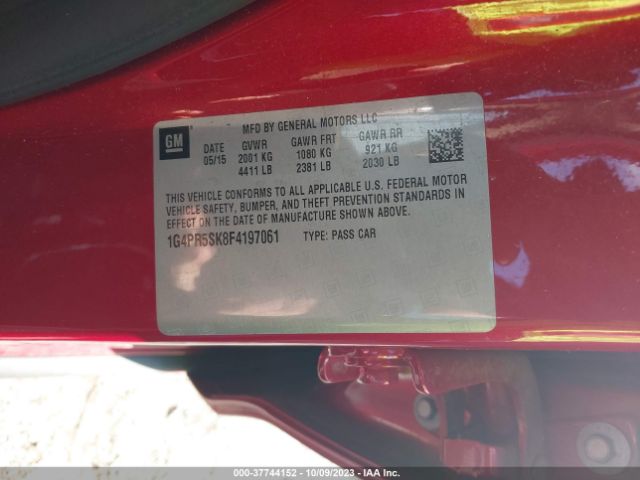 GM
MFD BY GENERAL MOTORS LLC
DATE GVWR GAWR FRT GAWR RR
05/15 2001 KG 1080 KG 921 KG
4411 LB 2381 LB 2030 LB
THIS VEHICLE CONFORMS TO ALL APPLICABLE U.S. FEDERAL MOTOR
VEHICLE SAFETY, BUMPER, AND THEFT PREVENTION STANDARDS IN
EFFECT ON THE DATE OF MANUFACTURE SHOWN ABOVE.
1G4PR5SK8F4197061 TYPE: PASS CAR
000-37744152 - 10/09/2023 - IAA Inc.